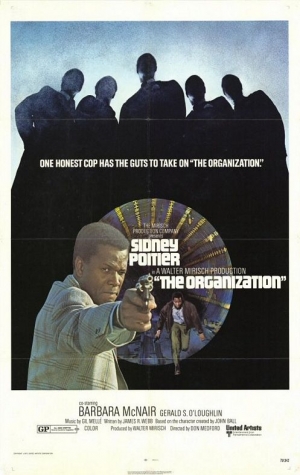 ONE HONEST COP HAS THE GUTS TO TAKE ON "THE ORGANIZATION."
THE MIRISCH
PRODUCTION COMPANY
presents
SIDNEY
POITIER
in A WALTER MIRISCH PRODUCTION
"THE ORGANIZATION"
co-starring
BARBARA McNAIR GERALD S. O'LOUGHLIN
Music by GIL MELLE Written by JAMES R. WEBB Based on the character created by JOHN BALL
GP COLOR Produced by WALTER MIRISCH Directed by DON MEDFORD United Artists